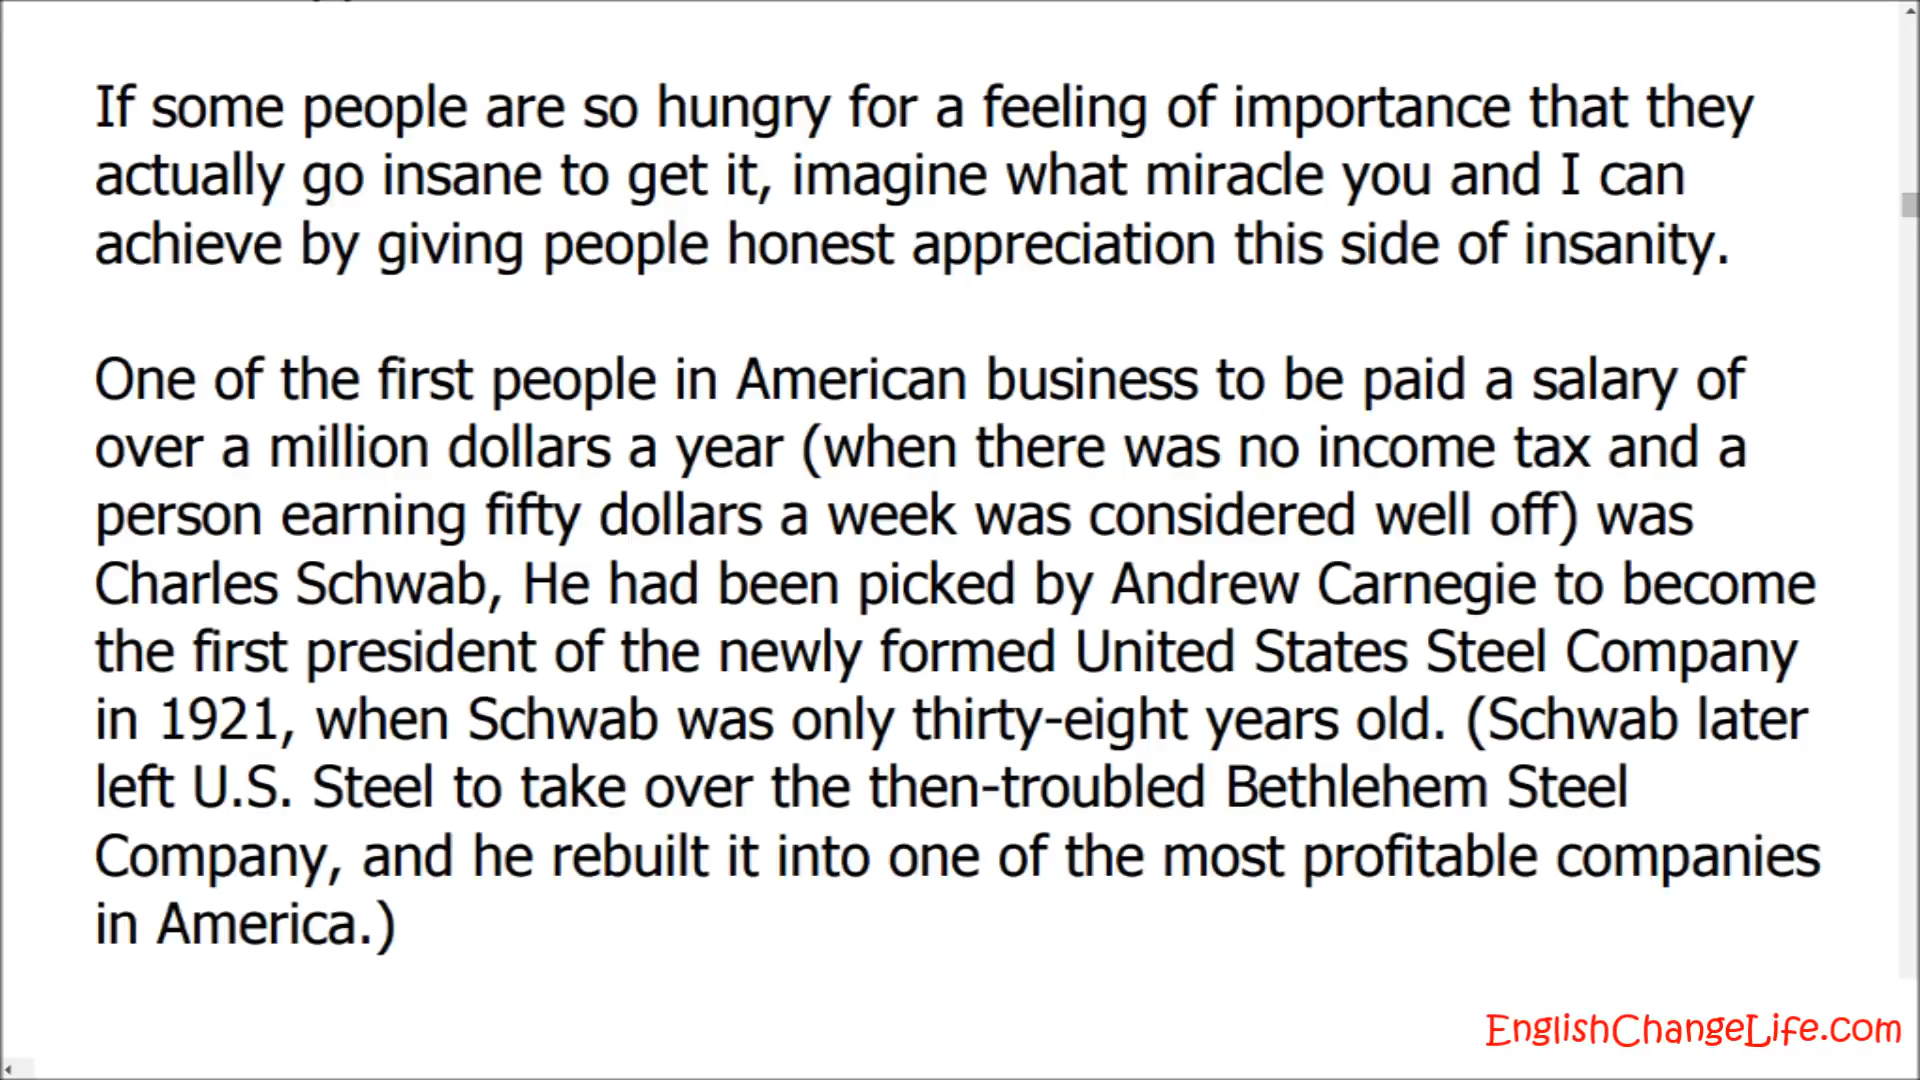 If some people are so hungry for a feeling of importance that they
actually go insane to get it, imagine what miracle you and I can
achieve by giving people honest appreciation this side of insanity.
One of the first people in American business to be paid a salary of
over a million dollars a year (when there was no income tax and a
person earning fifty dollars a week was considered well off) was
Charles Schwab, He had been picked by Andrew Carnegie to become
the first president of the newly formed United States Steel Company
in 1921, when Schwab was only thirty-eight years old. (Schwab later
left U.S. Steel to take over the then-troubled Bethlehem Steel
Company, and he rebuilt it into one of the most profitable companies
in America.)
EnglishChangeLife.com